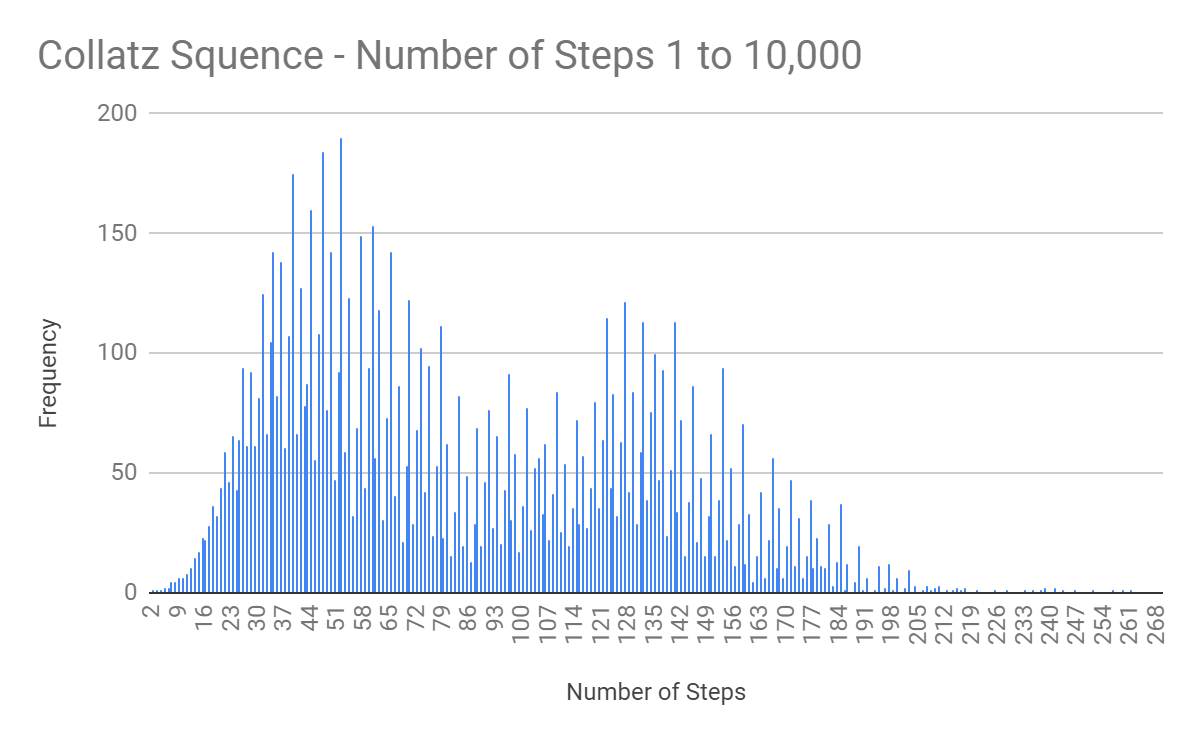 Collatz Squence - Number of Steps 1 to 10,000
200
150
100
50
0
Frequency
2 9 16 23 30 37 44 51 58 65 72 79 86 93 100 107 114 121 128 135 142 149 156 163 170 177 184 191 198 205 212 219 226 233 240 247 254 261 268
Number of Steps